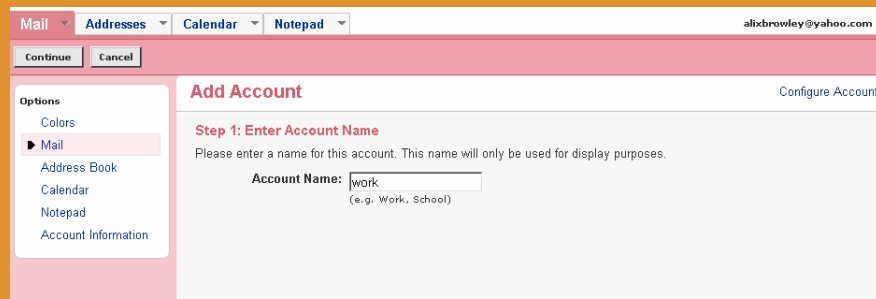 Mail Addresses Calendar Notepad alixbrowley@yahoo.com
Continue Cancel
Options
Colors
Mail
Address Book
Calendar
Notepad
Account Information
Add Account Configure Account
Step 1: Enter Account Name
Please enter a name for this account. This name will only be used for display purposes.
Account Name: work
(e.g. Work, School)